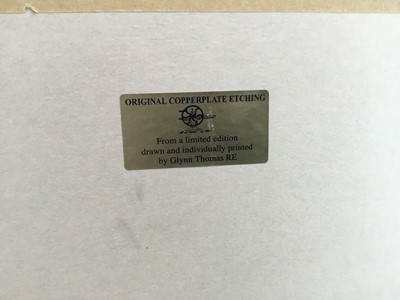 ORIGINAL COPPERPLATE ETCHING
From a limited edition
drawn and individually printed
by Glynn Thomas RE